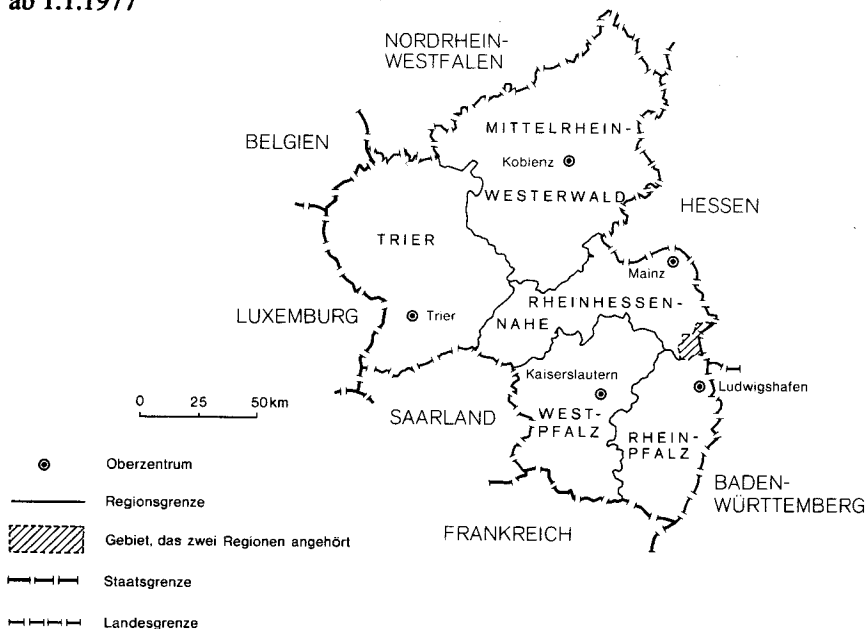 ab 1.1.1977
NORDRHEIN-
WESTFALEN
BELGIEN
MITTELRHEIN-
Koblenz
WESTERWALD
HESSEN
TRIER
Mainz
RHEINHESSEN-
NAHE
LUXEMBURG
Trier
Kaiserslautern
Ludwigshafen
0 25 50 km
SAARLAND
WEST-
PFALZ
RHEIN-
PFALZ
BADEN-
WÜRTTEMBERG
FRANKREICH
Oberzentrum
Regionsgrenze
Gebiet, das zwei Regionen angehört
Staatsgrenze
Landesgrenze